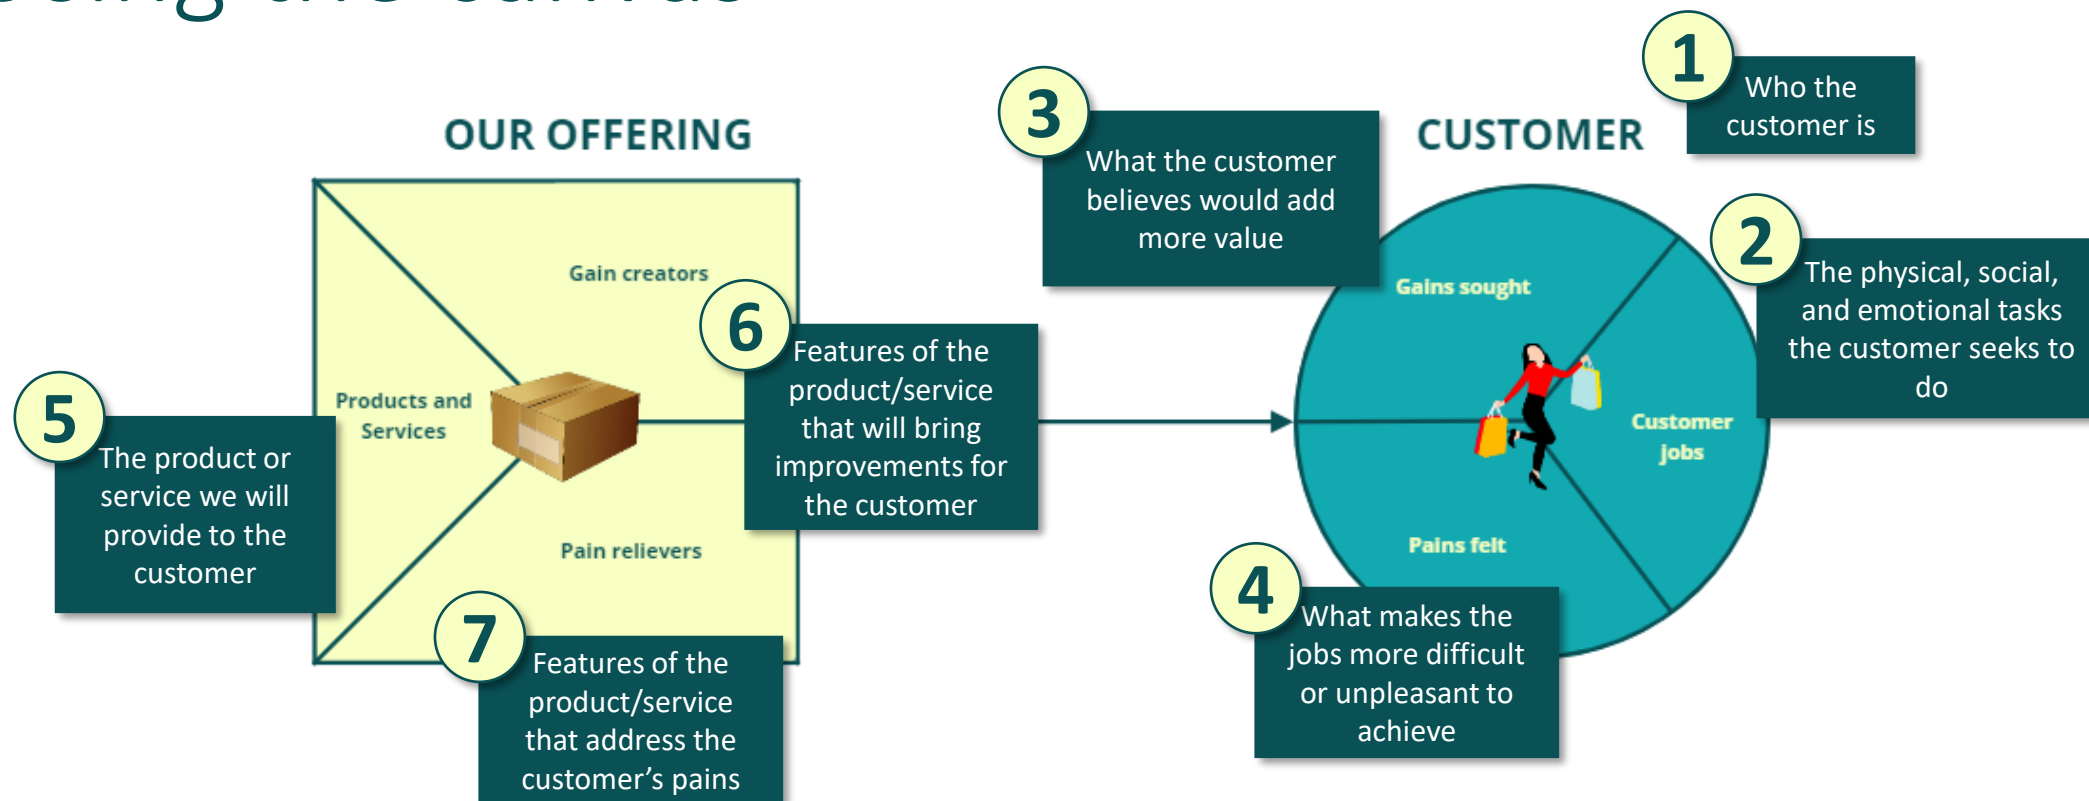 the canvas
1
Who the
customer is
3
What the customer
believes would add
more value
OUR OFFERING
CUSTOMER
2
The physical, social,
and emotional tasks
the customer seeks to
do
Gain creators
Gains sought
6
Features of the
product/service
that will bring
improvements for
the customer
5
The product or
service we will
provide to the
customer
Products and
Services
Customer
jobs
Pain relievers
Pains felt
4
What makes the
jobs more difficult
or unpleasant to
achieve
7
Features of the
product/service
that address the
customer's pains